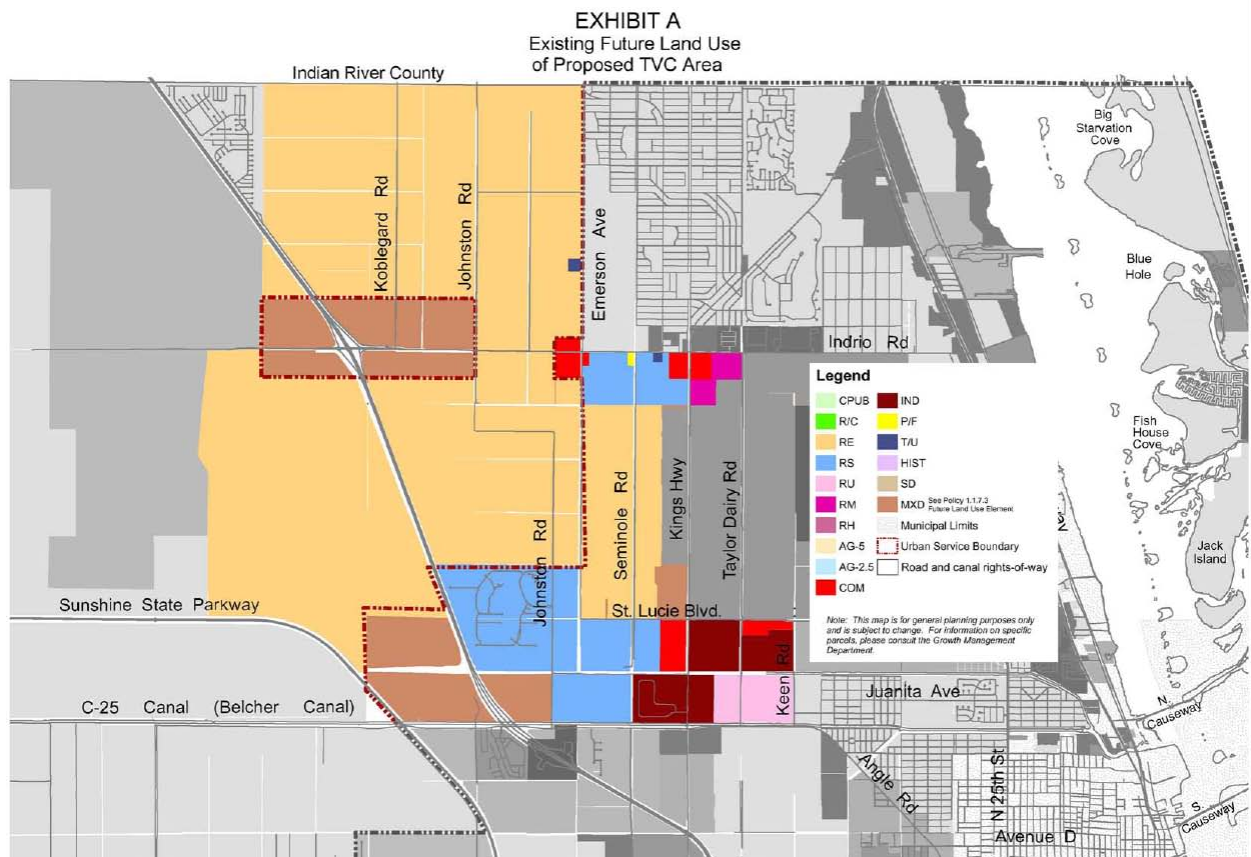 EXHIBIT A
Existing Future Land Use
of Proposed TVC Area
Indian River County
Big
Starvation
Cove
Koblegard Rd
Johnston Rd
Emerson Ave
Blue
Hole
Indrio Rd
Legend
CPUB
R/C
RE
RS
RU
RM
RH
AG-5
AG-2.5
COM
IND
P/F
T/U
HIST
SD
MXD See Policy 1.1.7.3
Future Land Use Element
Municipal Limits
Urban Service Boundary
Road and canal rights-of-way
Note: This map is for general planning purposes only
and is subject to change. For information on specific
parcels, please consult the Growth Management
Department.
Fish
House
Cove
Jack
Island
Johnston Rd
Seminole Rd
Kings Hwy
Taylor Dairy Rd
Sunshine State Parkway
St. Lucie Blvd.
Keen Rd
Juanita Ave
C-25 Canal (Belcher Canal)
N.
Causeway
Angle Rd
N 25th St
S.
Causeway
Avenue D